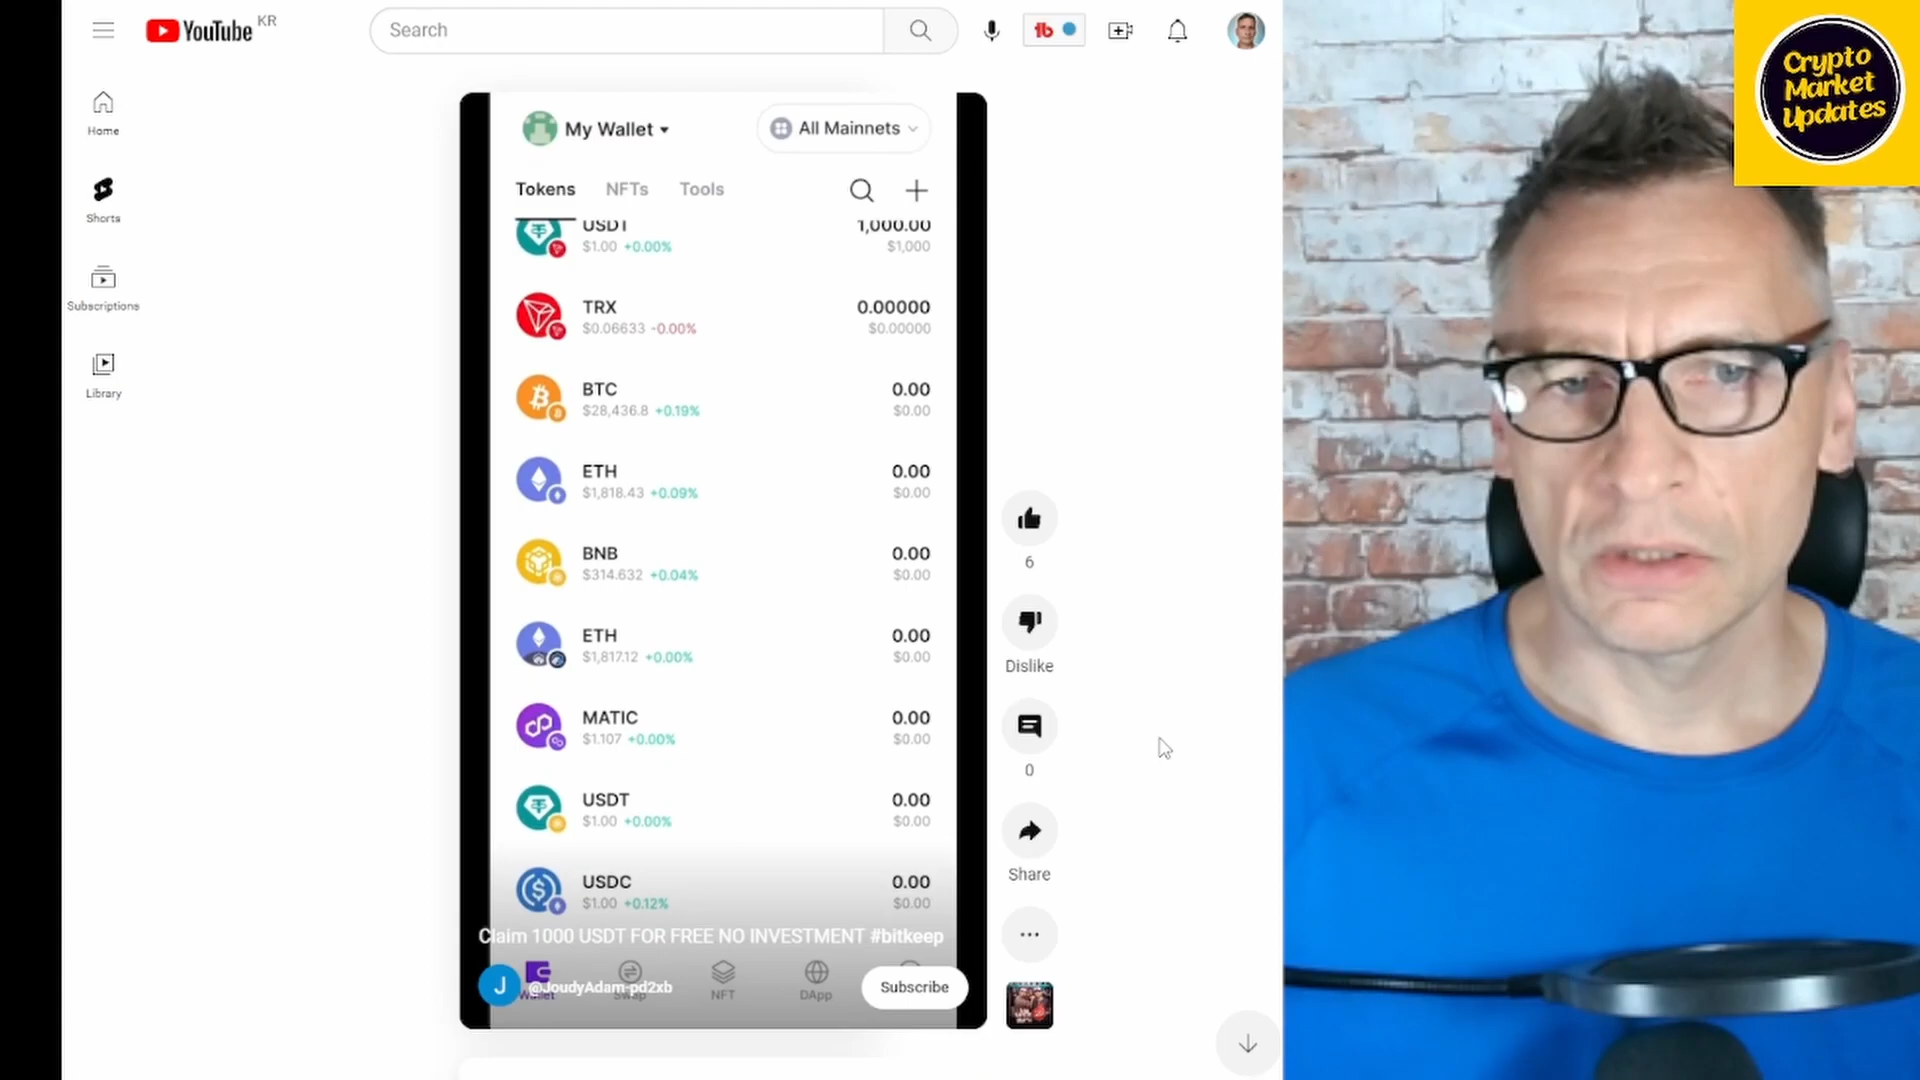 YouTube KR
Search
Home
Shorts
Subscriptions
Library
My Wallet
All Mainnets
Tokens NFTs Tools
USDT 1,000.00
$1.00 +0.00% $1,000
TRX 0.00000
$0.06633 -0.00% $0.00000
BTC 0.00
$28,436.8 +0.19% $0.00
ETH 0.00
$1,818.43 +0.09% $0.00
BNB 0.00
$314.632 +0.04% $0.00
ETH 0.00
$1,817.12 +0.00% $0.00
MATIC 0.00
$1.107 +0.00% $0.00
USDT 0.00
$1.00 +0.00% $0.00
USDC 0.00
$1.00 +0.12% $0.00
Claim 1000 USDT FOR FREE NO INVESTMENT #bitkeep
J @JoudyAdam-pd2xb Subscribe
Wallet Swap NFT DApp
6
Dislike
0
Share
tb
Crypto
Market
Updates